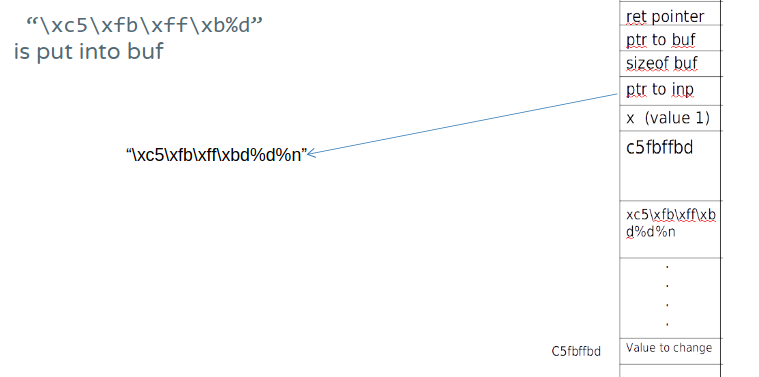 “\xc5\xfb\xff\xb%d”
is put into buf
“\xc5\xfb\xff\xbd%d%n”
ret pointer
ptr to buf
sizeof buf
ptr to inp
x (value 1)
c5fbffbd
xc5\xfb\xff\xb
d%d%n
.
.
.
.
C5fbffbd
Value to change